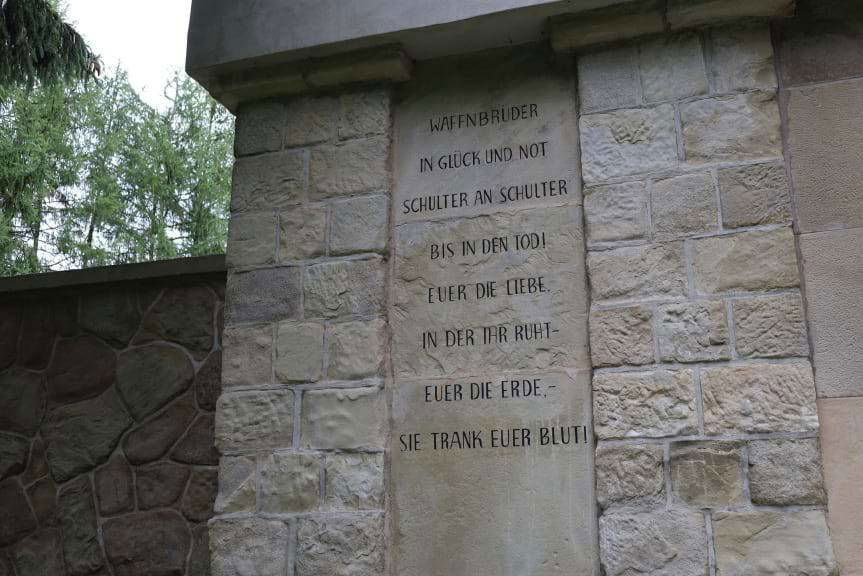 WAFFNBRÜDER
IN GLÜCK UND NOT
SCHULTER AN SCHULTER
BIS IN DEN TOD!
EUER DIE LIEBE,
IN DER IHR RUHT-
EUER DIE ERDE,-
SIE TRANK EUER BLUT!